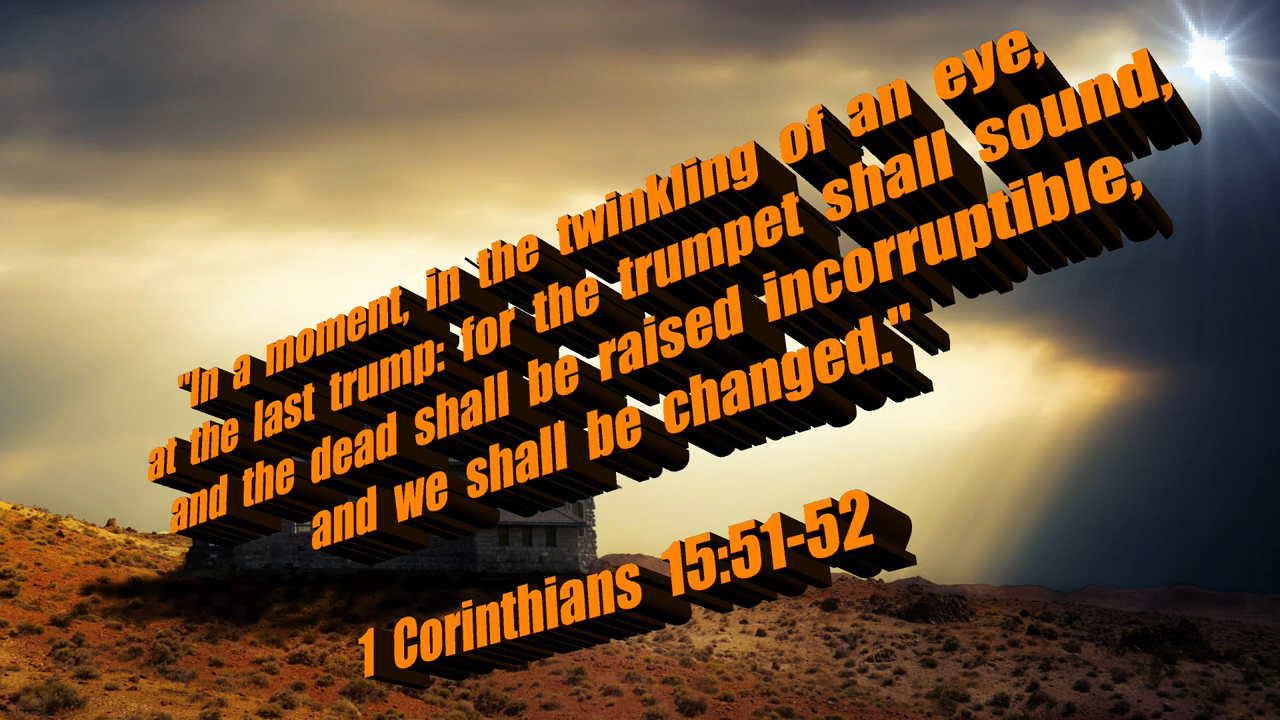 "In a moment, in the twinkling of an eye,
at the last trump: for the trumpet shall sound,
and the dead shall be raised incorruptible,
and we shall be changed."
1 Corinthians 15:51-52